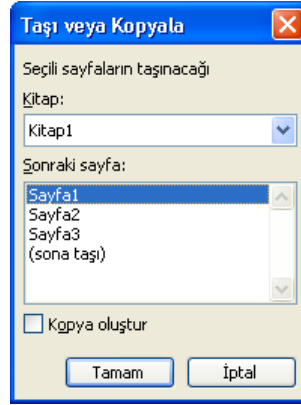 Taşı veya Kopyala
Seçili sayfaların taşınacağı
Kitap:
Kitap1
Sonraki sayfa:
Sayfa1
Sayfa2
Sayfa3
(sona taşı)
Kopya oluştur
Tamam
İptal